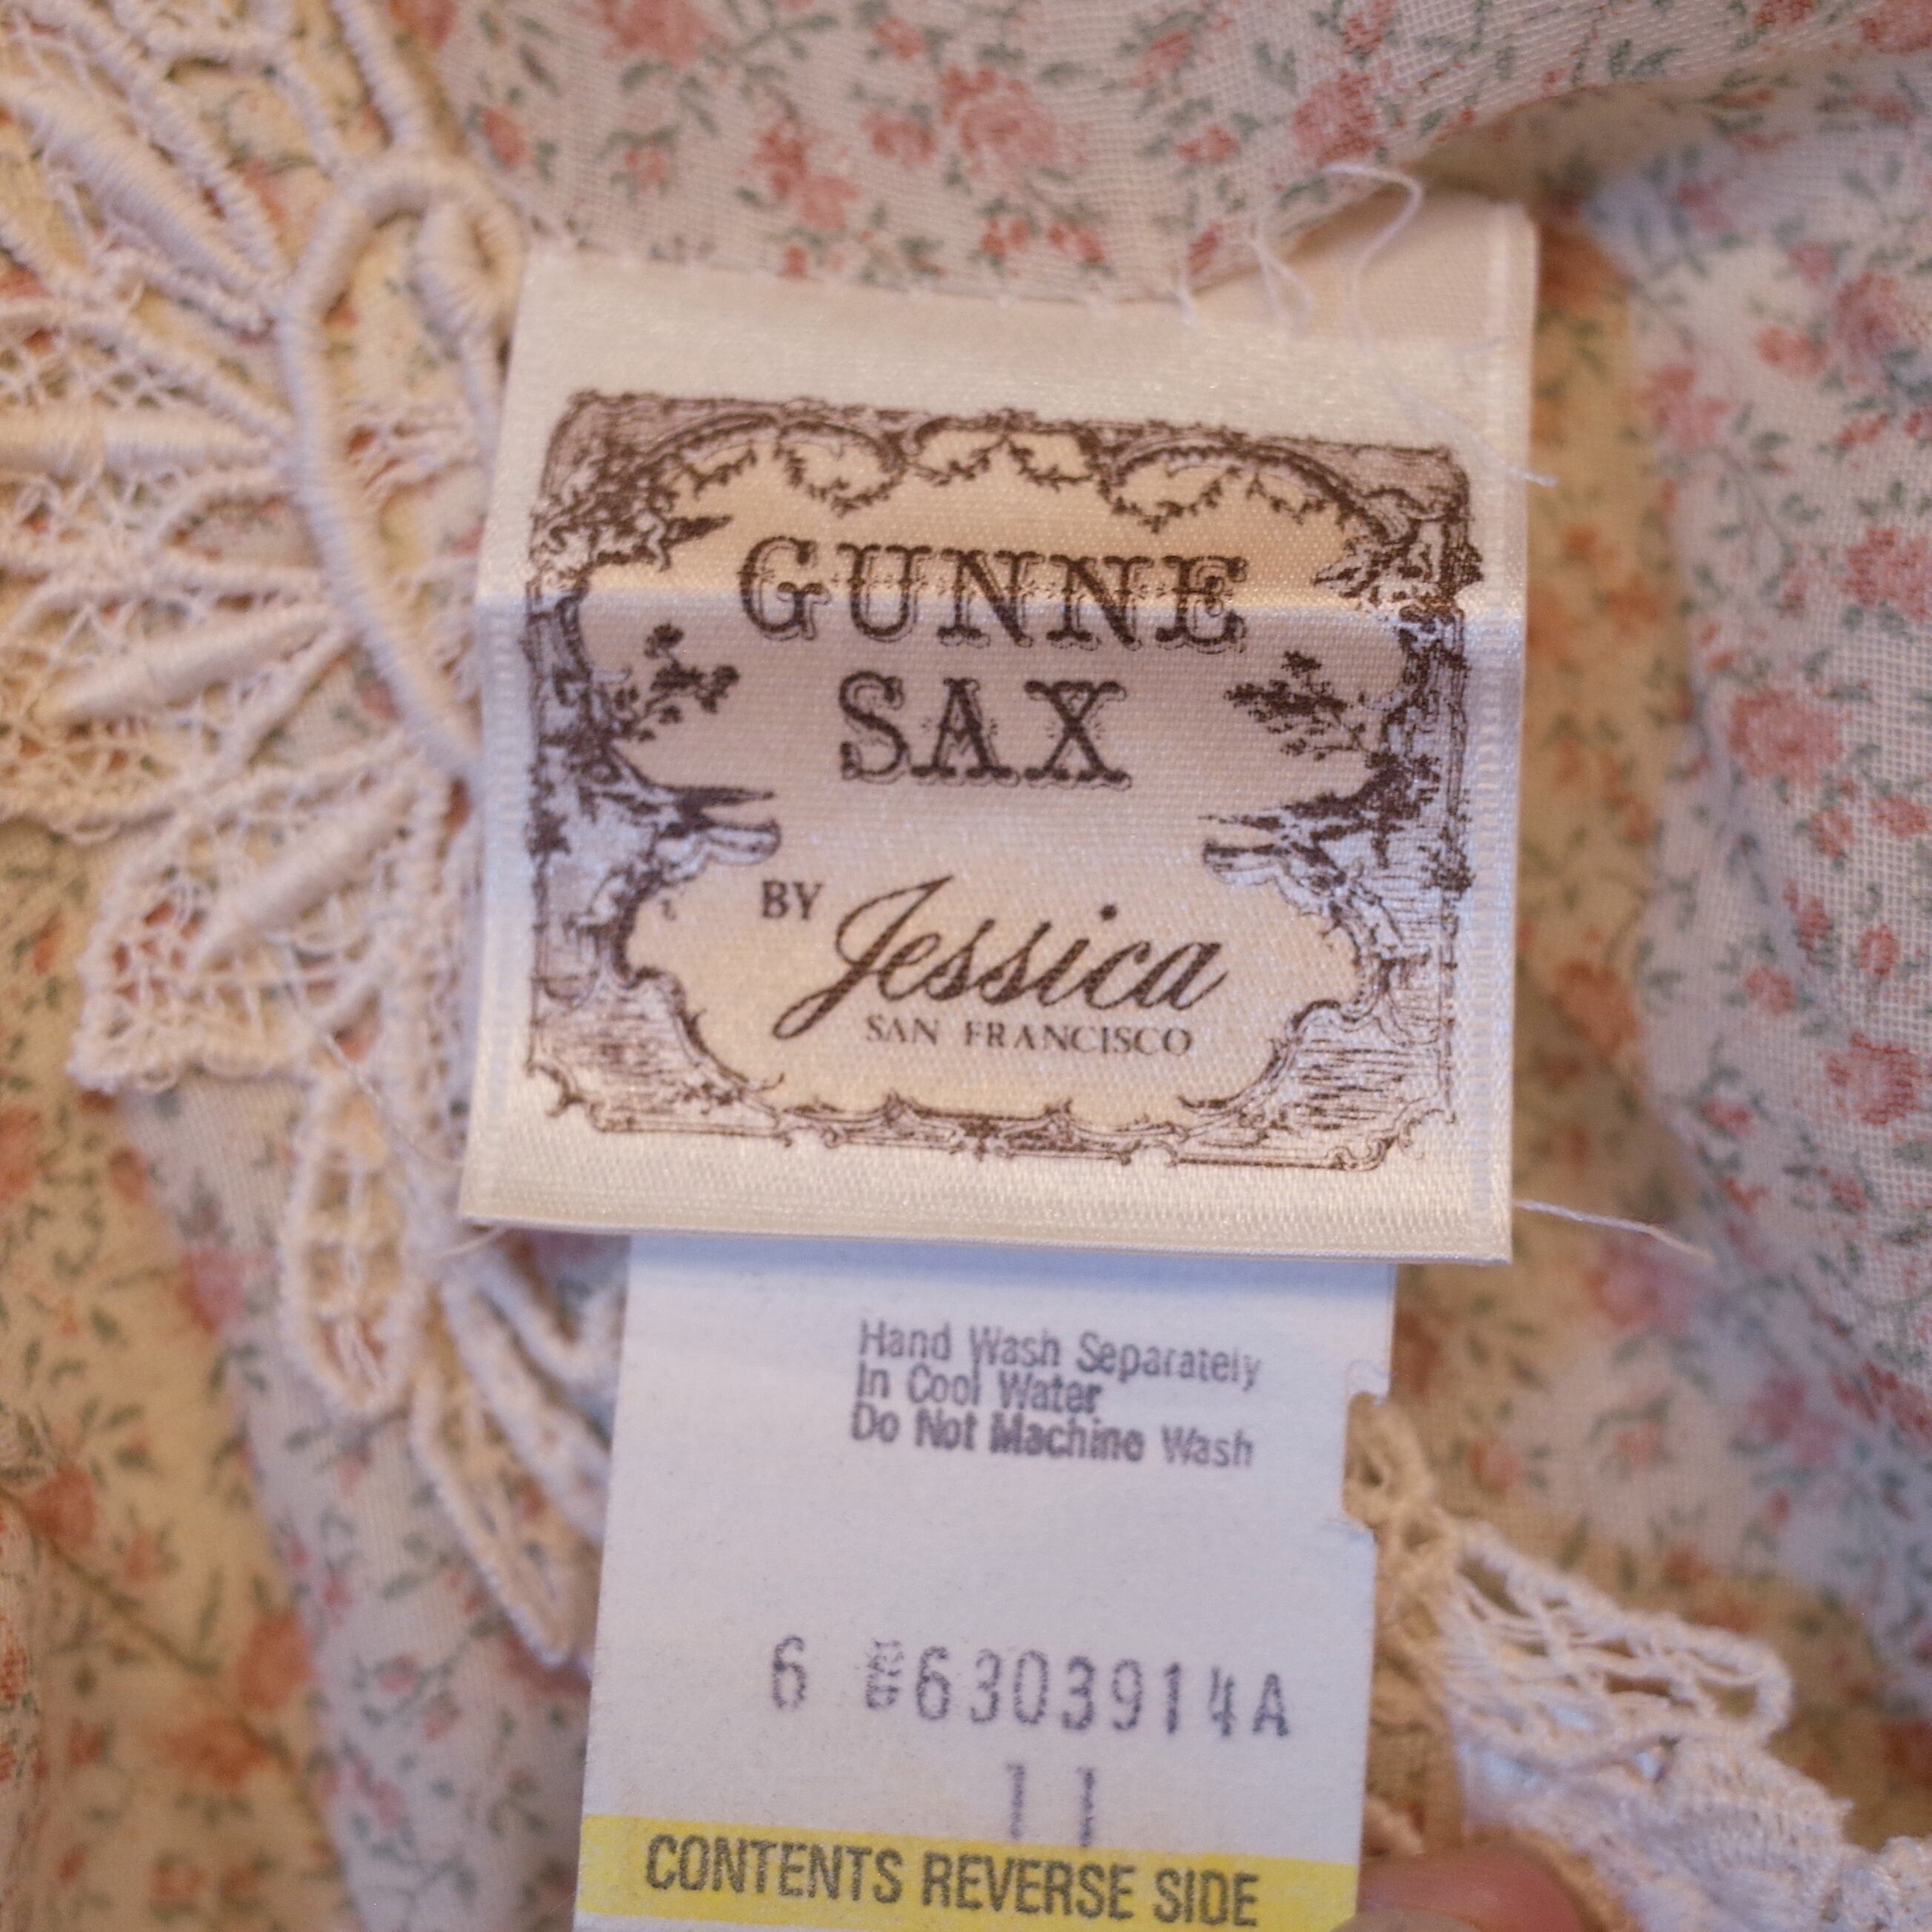 GUNNE
SAX
BY Jessica
SAN FRANCISCO
Hand Wash Separately
In Cool Water
Do Not Machine Wash
6 #6303914A
11
CONTENTS REVERSE SIDE